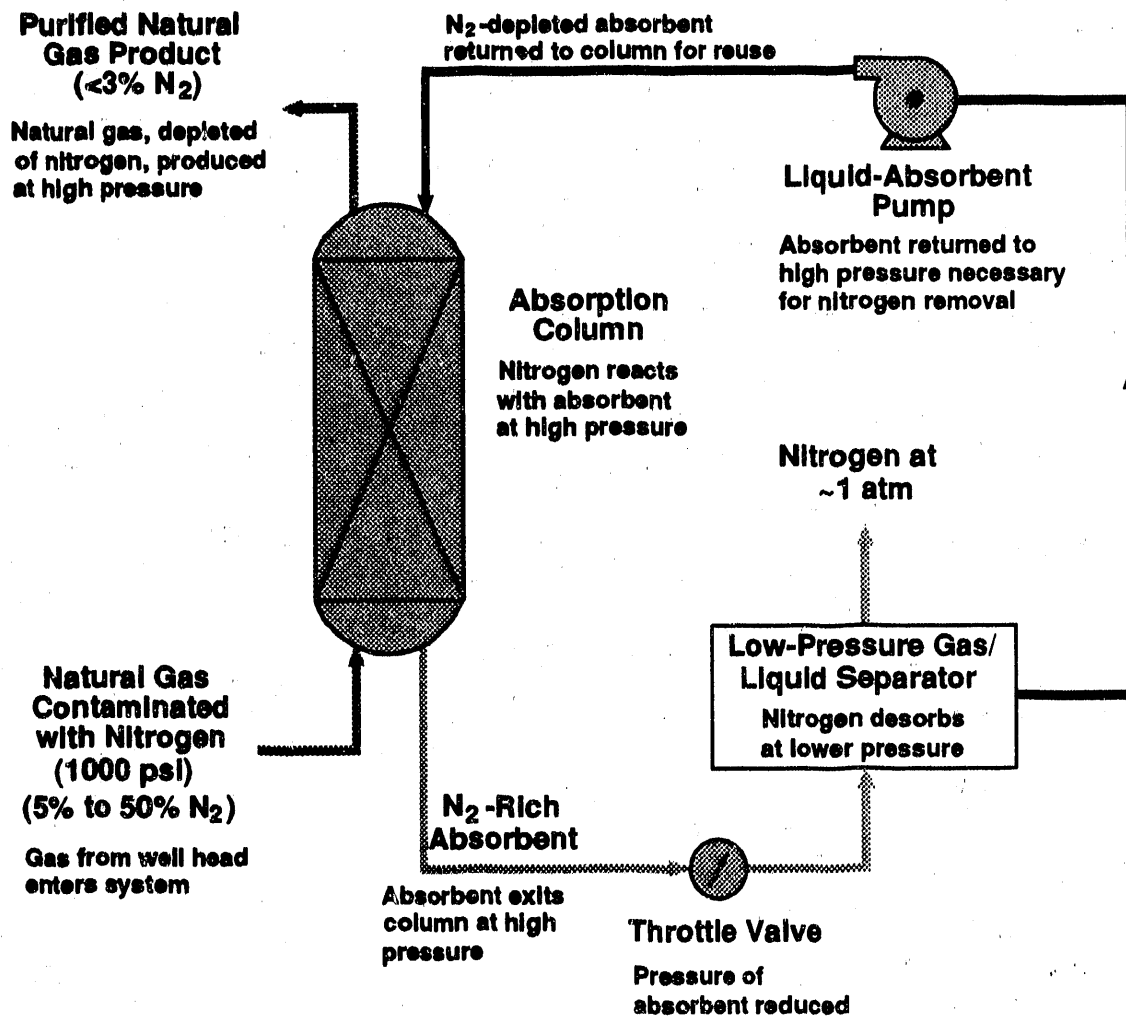 Purified Natural
Gas Product
(<3% N₂)
Natural gas, depleted
of nitrogen, produced
at high pressure
N₂-depleted absorbent
returned to column for reuse
Liquid-Absorbent
Pump
Absorbent returned to
high pressure necessary
for nitrogen removal
Absorption
Column
Nitrogen reacts
with absorbent
at high pressure
Nitrogen at
~1 atm
Low-Pressure Gas/
Liquid Separator
Nitrogen desorbs
at lower pressure
Natural Gas
Contaminated
with Nitrogen
(1000 psi)
(5% to 50% N₂)
Gas from well head
enters system
N₂-Rich
Absorbent
Absorbent exits
column at high
pressure
Throttle Valve
Pressure of
absorbent reduced